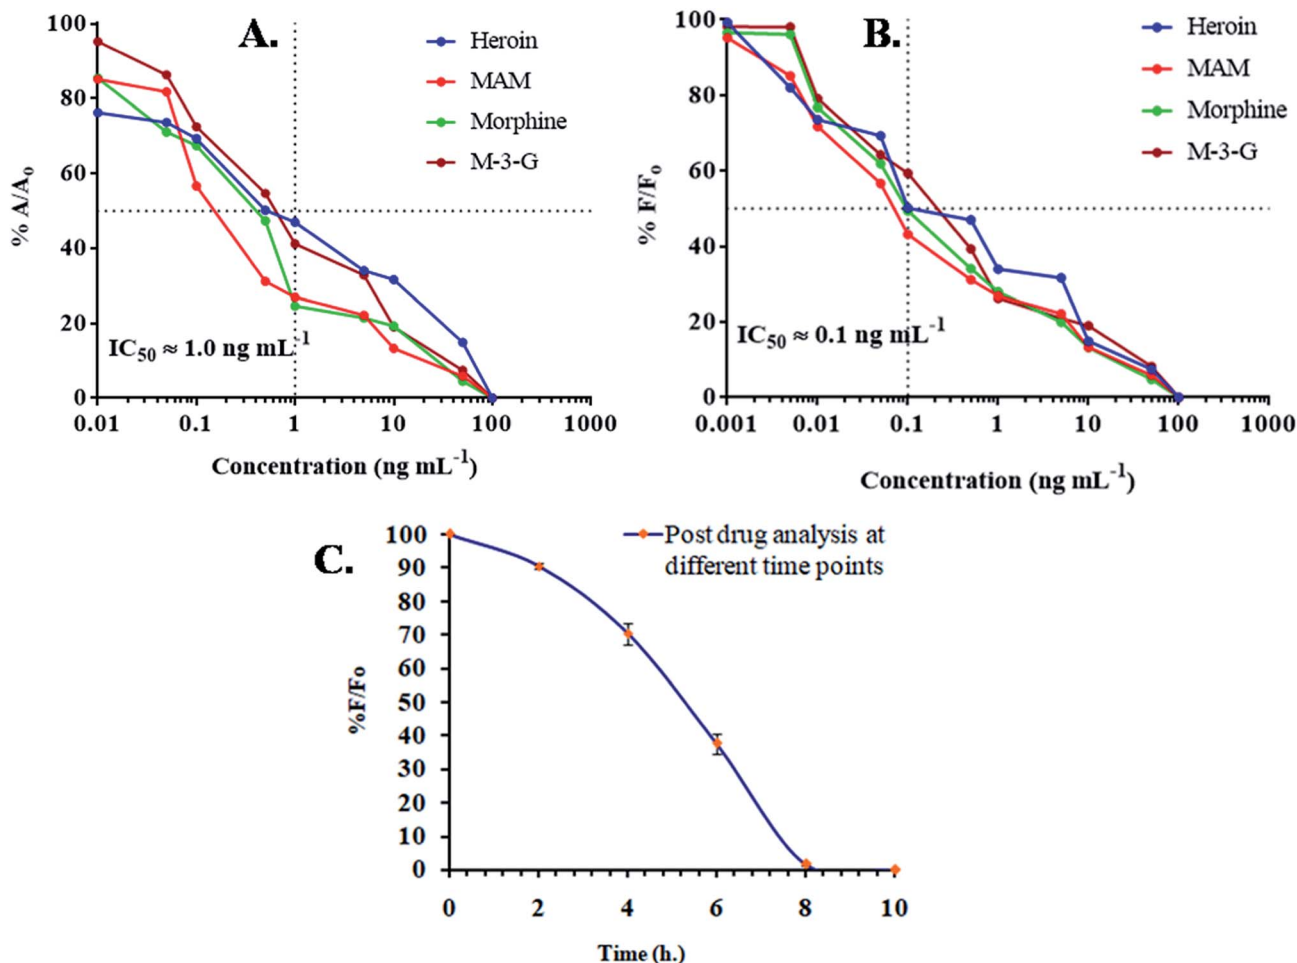 A.
Heroin
MAM
Morphine
M-3-G
% A/A₀
100
80
60
40
20
0
IC₅₀ ≈ 1.0 ng mL⁻¹
0.01 0.1 1 10 100 1000
Concentration (ng mL⁻¹)
B.
Heroin
MAM
Morphine
M-3-G
% F/F₀
100
80
60
40
20
0
IC₅₀ ≈ 0.1 ng mL⁻¹
0.001 0.01 0.1 1 10 100 1000
Concentration (ng mL⁻¹)
C.
Post drug analysis at
different time points
%F/Fo
100
90
80
70
60
50
40
30
20
10
0
0 2 4 6 8 10
Time (h.)